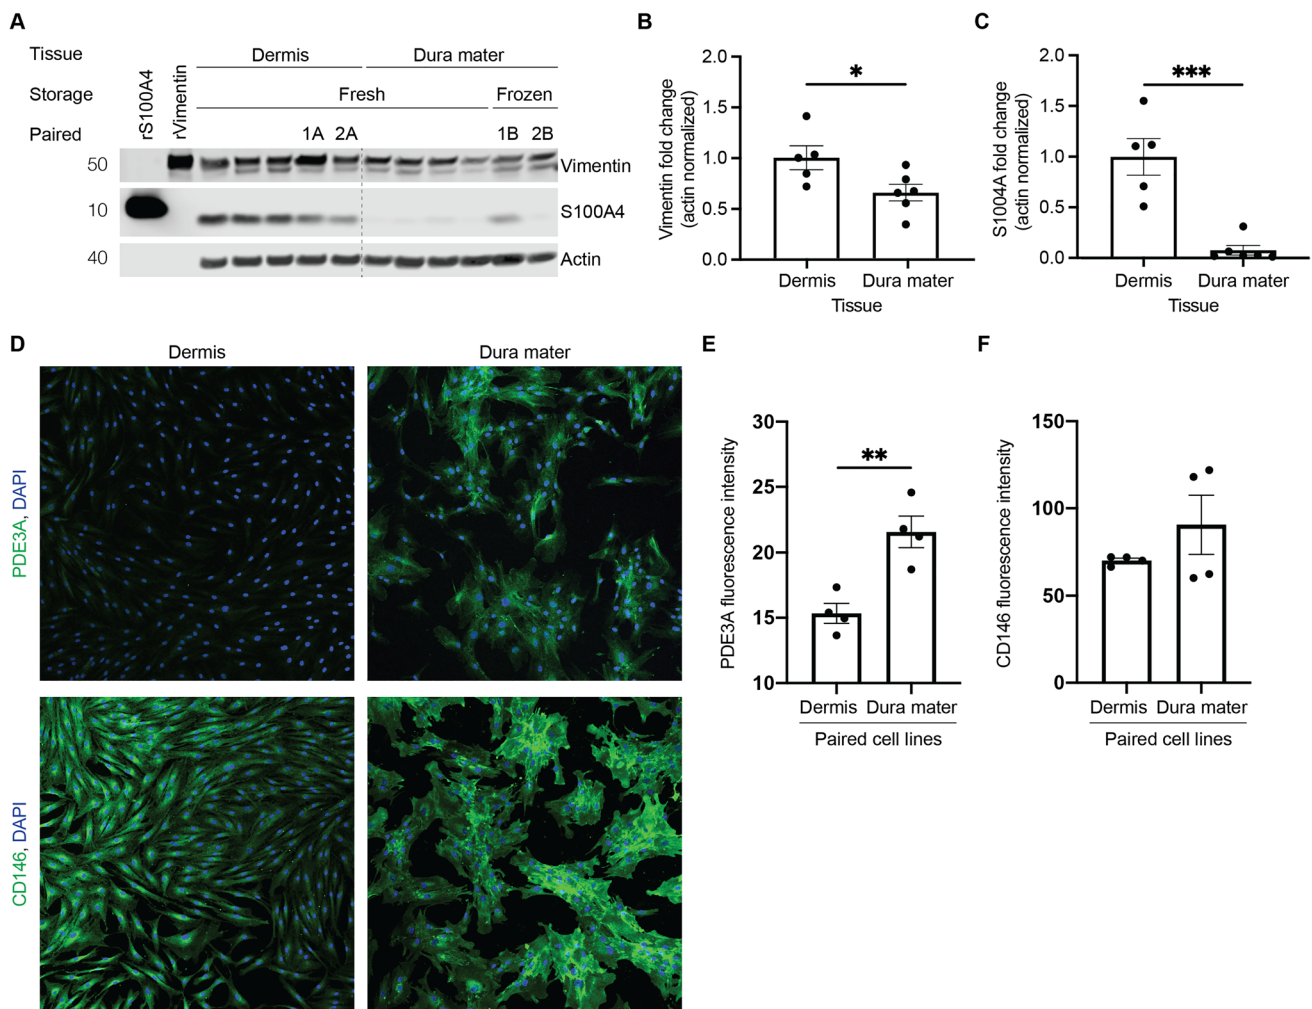 A
Tissue
Dermis
Dura mater
Storage
Fresh
Frozen
Paired
rS100A4
rVimentin
1A
2A
1B
2B
50
Vimentin
10
S100A4
40
Actin
B
Vimentin fold change
(actin normalized)
2.0
1.5
1.0
0.5
0.0
*
Dermis
Dura mater
Tissue
C
S1004A fold change
(actin normalized)
2.0
1.5
1.0
0.5
0.0
***
Dermis
Dura mater
Tissue
D
Dermis
Dura mater
PDE3A, DAPI
CD146, DAPI
E
PDE3A fluorescence intensity
30
25
20
15
10
**
Dermis
Dura mater
Paired cell lines
F
CD146 fluorescence intensity
150
100
50
0
Dermis
Dura mater
Paired cell lines